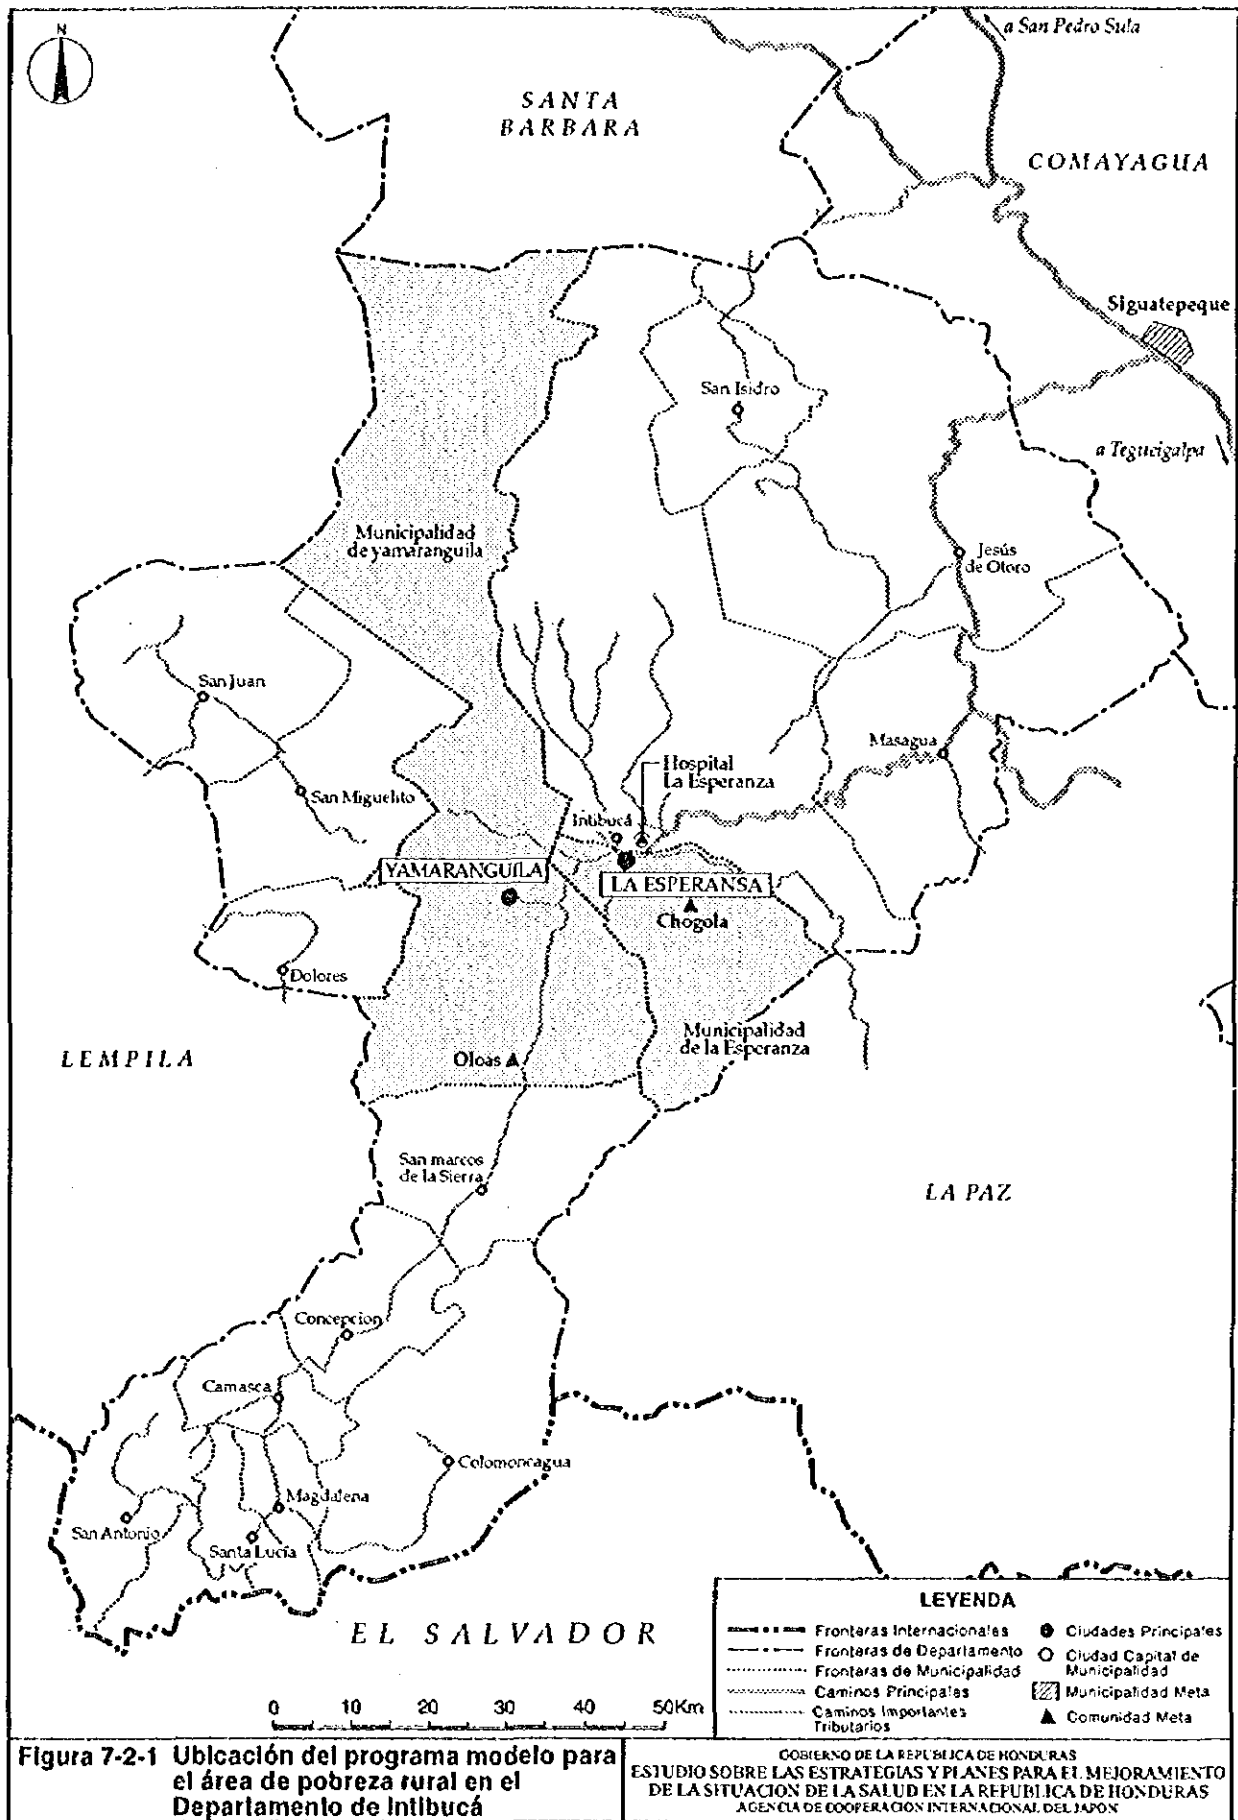 N
a San Pedro Sula
SANTA
BARBARA
COMAYAGUA
Siguatepeque
San Isidro
a Tegucigalpa
Municipalidad
de yamaranguila
Jesús
de Otoro
San Juan
Masagua
Hospital
La Esperanza
San Miguelito
Intibucá
YAMARANGUILA
LA ESPERANSA
Chogola
Dolores
Municipalidad
de la Esperanza
LEMPILA
Oloas
San marcos
de la Sierra
LA PAZ
Concepcion
Camasca
Colomoncagua
Magdalena
San Antonio
Santa Lucía
EL SALVADOR
LEYENDA
Fronteras Internacionales
Fronteras de Departamento
Fronteras de Municipalidad
Caminos Principales
Caminos Importantes
Tributarios
Ciudades Principales
Ciudad Capital de
Municipalidad
Municipalidad Meta
Comunidad Meta
0 10 20 30 40 50Km
Figura 7-2-1 Ubicación del programa modelo para
el área de pobreza rural en el
Departamento de Intibucá
GOBIERNO DE LA REPUBLICA DE HONDURAS
ESTUDIO SOBRE LAS ESTRATEGIAS Y PLANES PARA EL MEJORAMIENTO
DE LA SITUACION DE LA SALUD EN LA REPUBLICA DE HONDURAS
AGENCIA DE COOPERACION INTERNACIONAL DEL JAPON